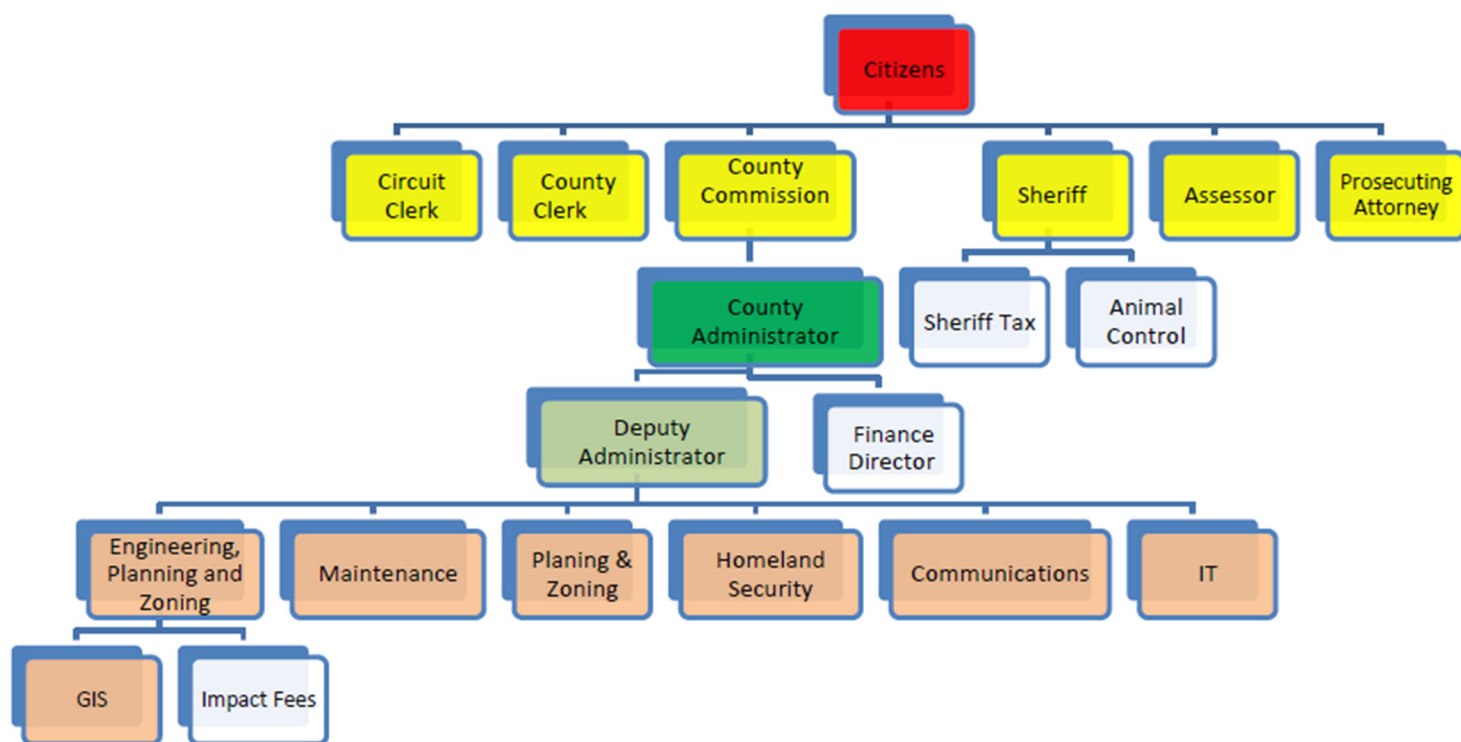 Citizens
Circuit
Clerk
County
Clerk
County
Commission
Sheriff
Assessor
Prosecuting
Attorney
County
Administrator
Sheriff Tax
Animal
Control
Deputy
Administrator
Finance
Director
Engineering,
Planning and
Zoning
Maintenance
Planing &
Zoning
Homeland
Security
Communications
IT
GIS
Impact Fees